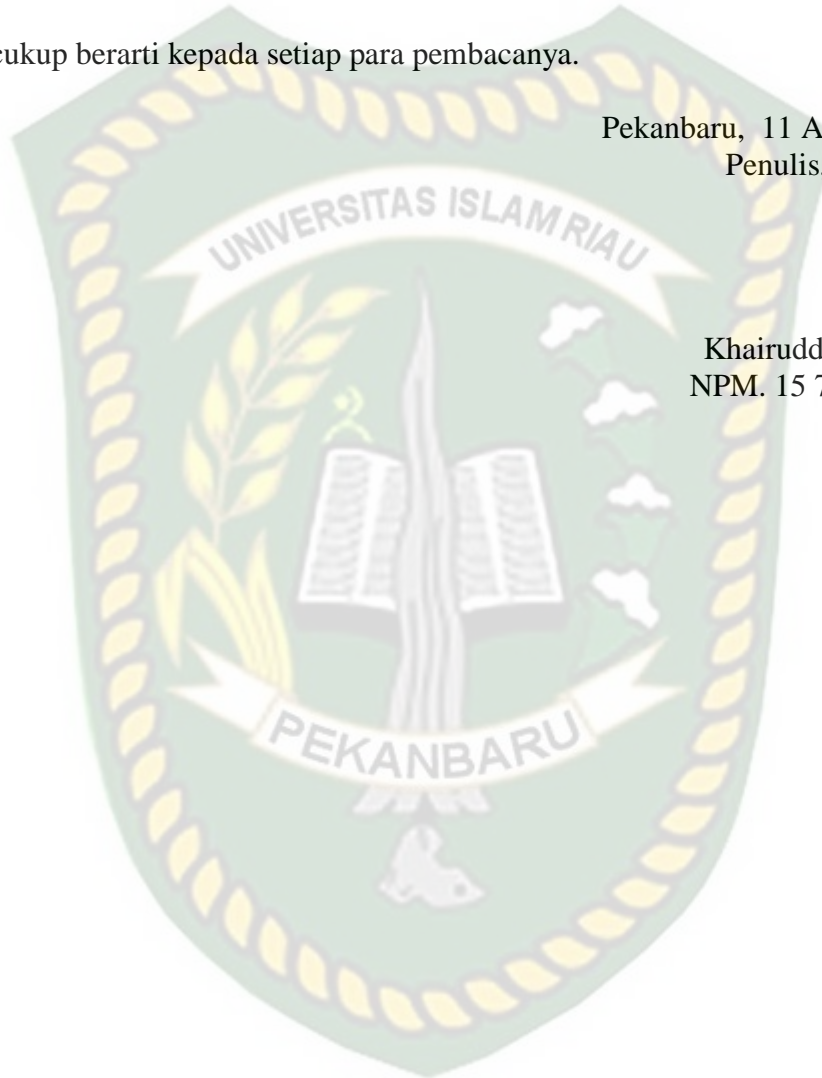 cukup berarti kepada setiap para pembacanya.
Pekanbaru, 11 A
Penulis
UNIVERSITAS ISLAM RIAU
Khairudd
NPM. 15 7
PEKANBARU